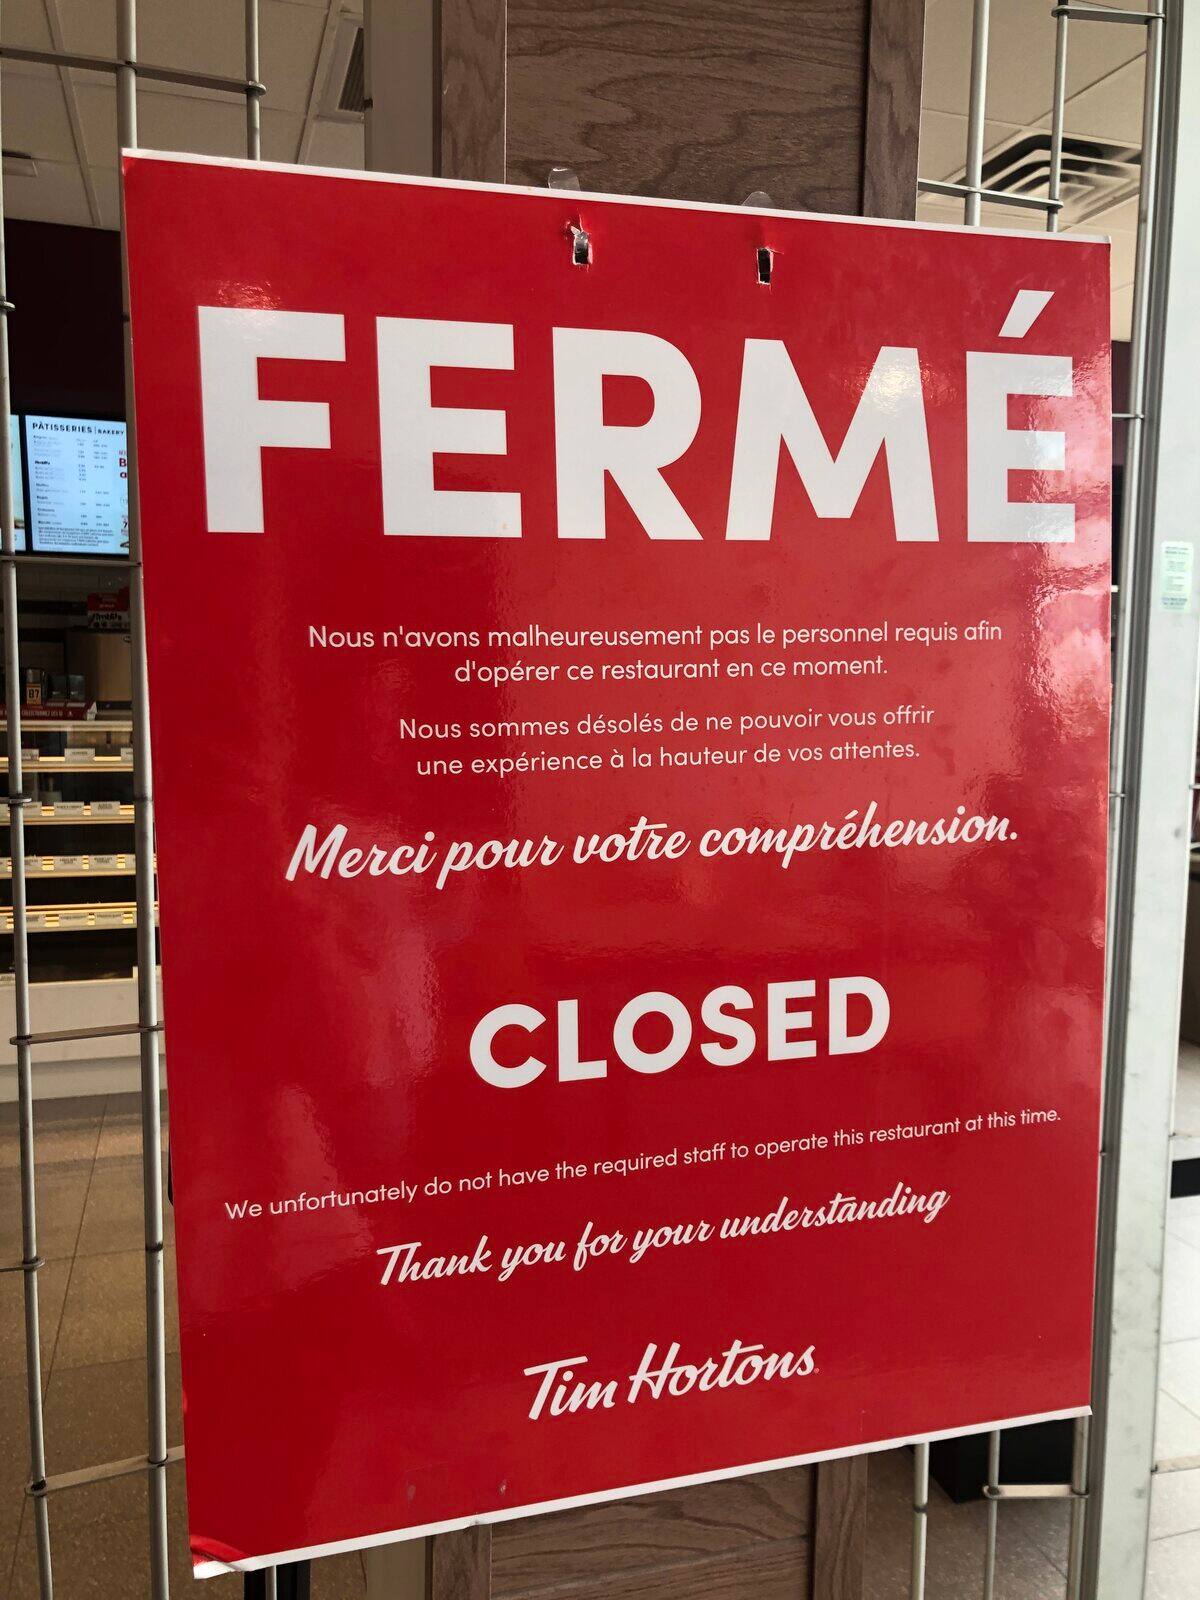 FERMÉ
Nous n'avons malheureusement pas le personnel requis afin
d'opérer ce restaurant en ce moment.
Nous sommes désolés de ne pouvoir vous offrir
une expérience à la hauteur de vos attentes.
Merci pour votre compréhension.
CLOSED
We unfortunately do not have the required staff to operate this restaurant at this time.
Thank you for your understanding
Tim Hortons
PÂTISSERIES | BAKERY
87